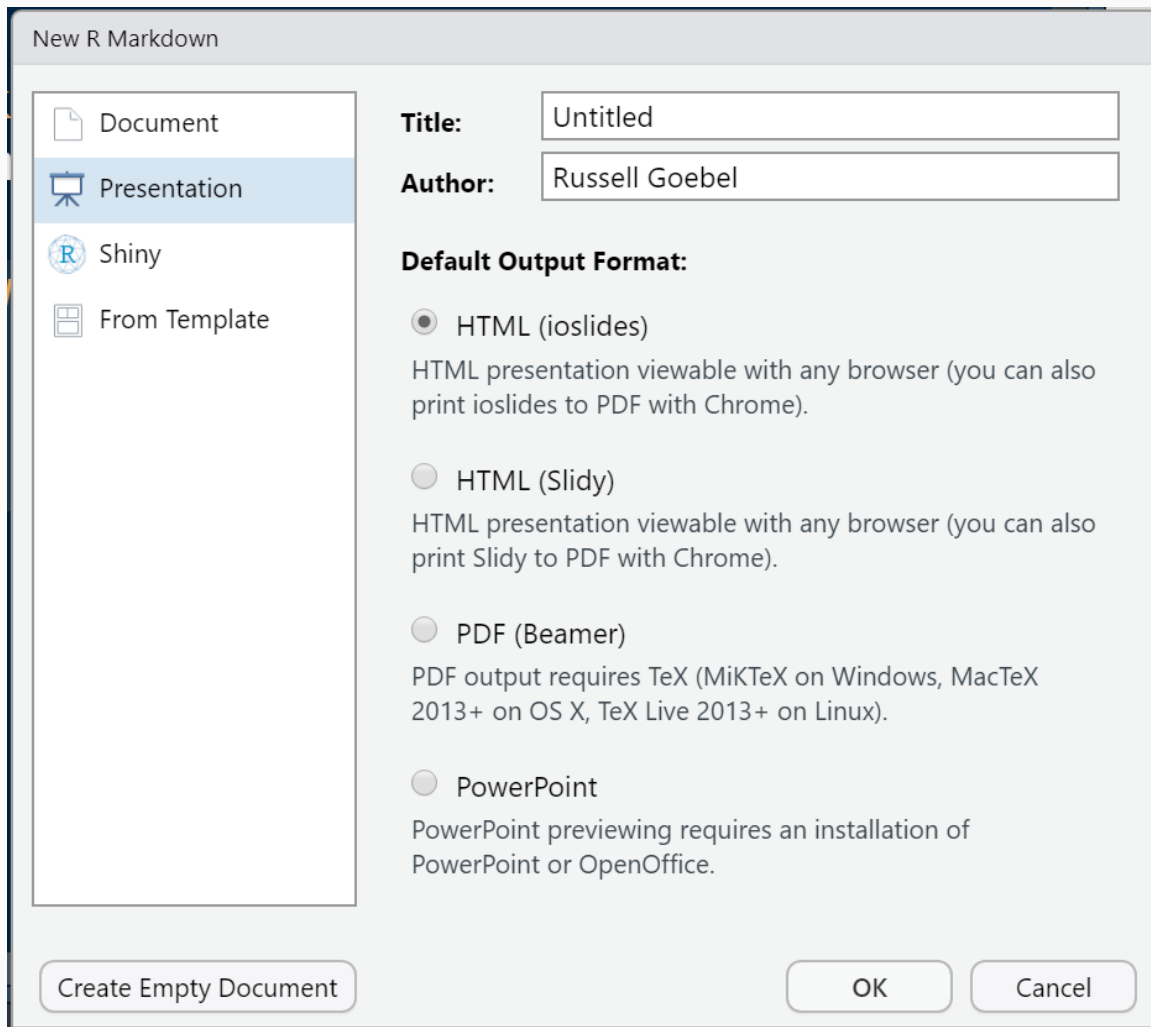 New R Markdown
Document
Presentation
Shiny
From Template
Title:
Untitled
Author:
Russell Goebel
Default Output Format:
HTML (ioslides)
HTML presentation viewable with any browser (you can also
print ioslides to PDF with Chrome).
HTML (Slidy)
HTML presentation viewable with any browser (you can also
print Slidy to PDF with Chrome).
PDF (Beamer)
PDF output requires TeX (MiKTeX on Windows, MacTeX
2013+ on OS X, TeX Live 2013+ on Linux).
PowerPoint
PowerPoint previewing requires an installation of
PowerPoint or OpenOffice.
Create Empty Document
OK
Cancel